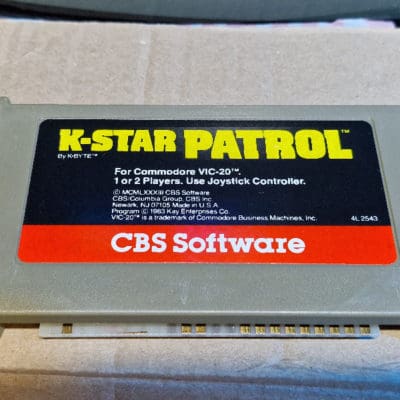 K-STAR PATROL™
By K-BYTE™
For Commodore VIC-20™.
1 or 2 Players. Use Joystick Controller.
© MCMLXXXIII CBS Software
CBS/Columbia Group, CBS Inc
Newark, NJ 07105 Made in U.S.A
Program © 1983 Key Enterprises Co.
VIC-20™ is a trademark of Commodore Business Machines, Inc.
4L 2543
CBS Software